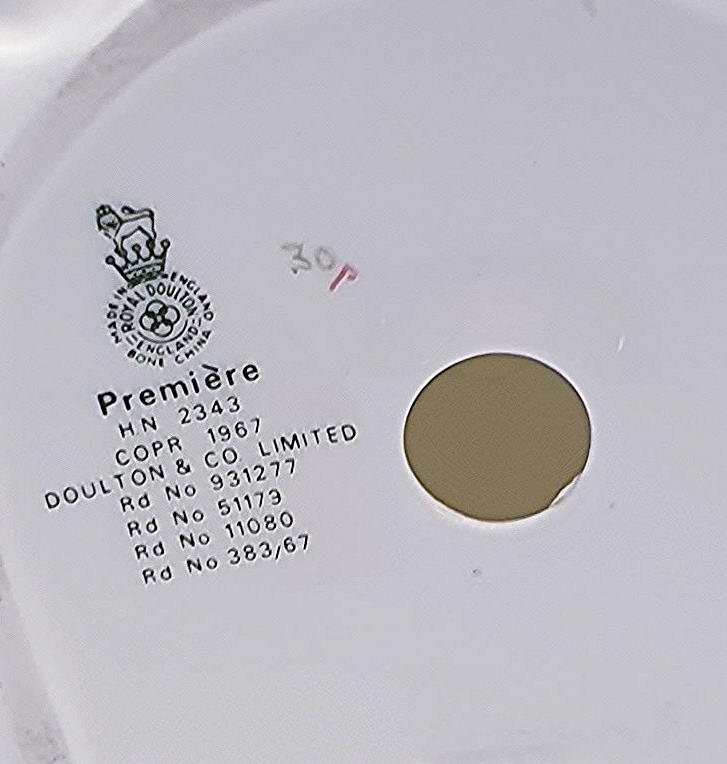 MADE IN ENGLAND
ROYAL DOULTON
ENGLAND
BONE CHINA
Première
HN 2343
COPR 1967
DOULTON & CO. LIMITED
Rd No 931277
Rd No 51173
Rd No 11080
Rd No 383/67
30p